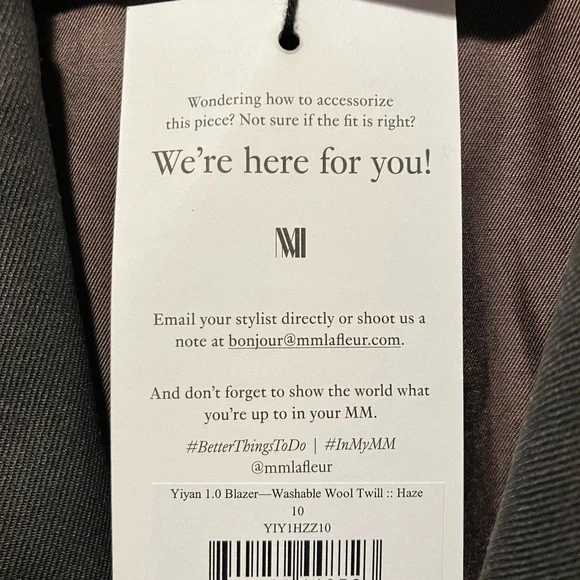 Wondering how to accessorize
this piece? Not sure if the fit is right?
We're here for you!
MM
Email your stylist directly or shoot us a
note at bonjour@mmlafleur.com.
And don't forget to show the world what
you're up to in your MM.
#BetterThingsToDo | #InMyMM
@mmlafleur
Yiyan 1.0 Blazer—Washable Wool Twill :: Haze
10
YIY1HZZ10